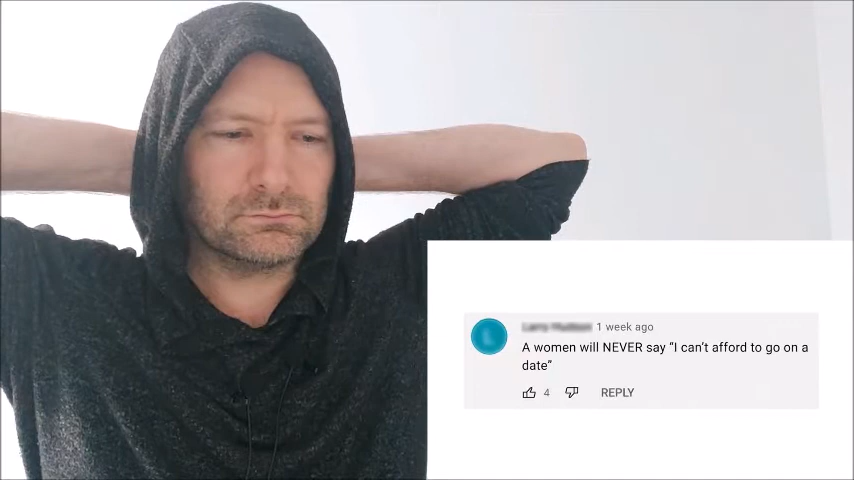 1 week ago
A women will NEVER say “I can’t afford to go on a
date”
4
REPLY